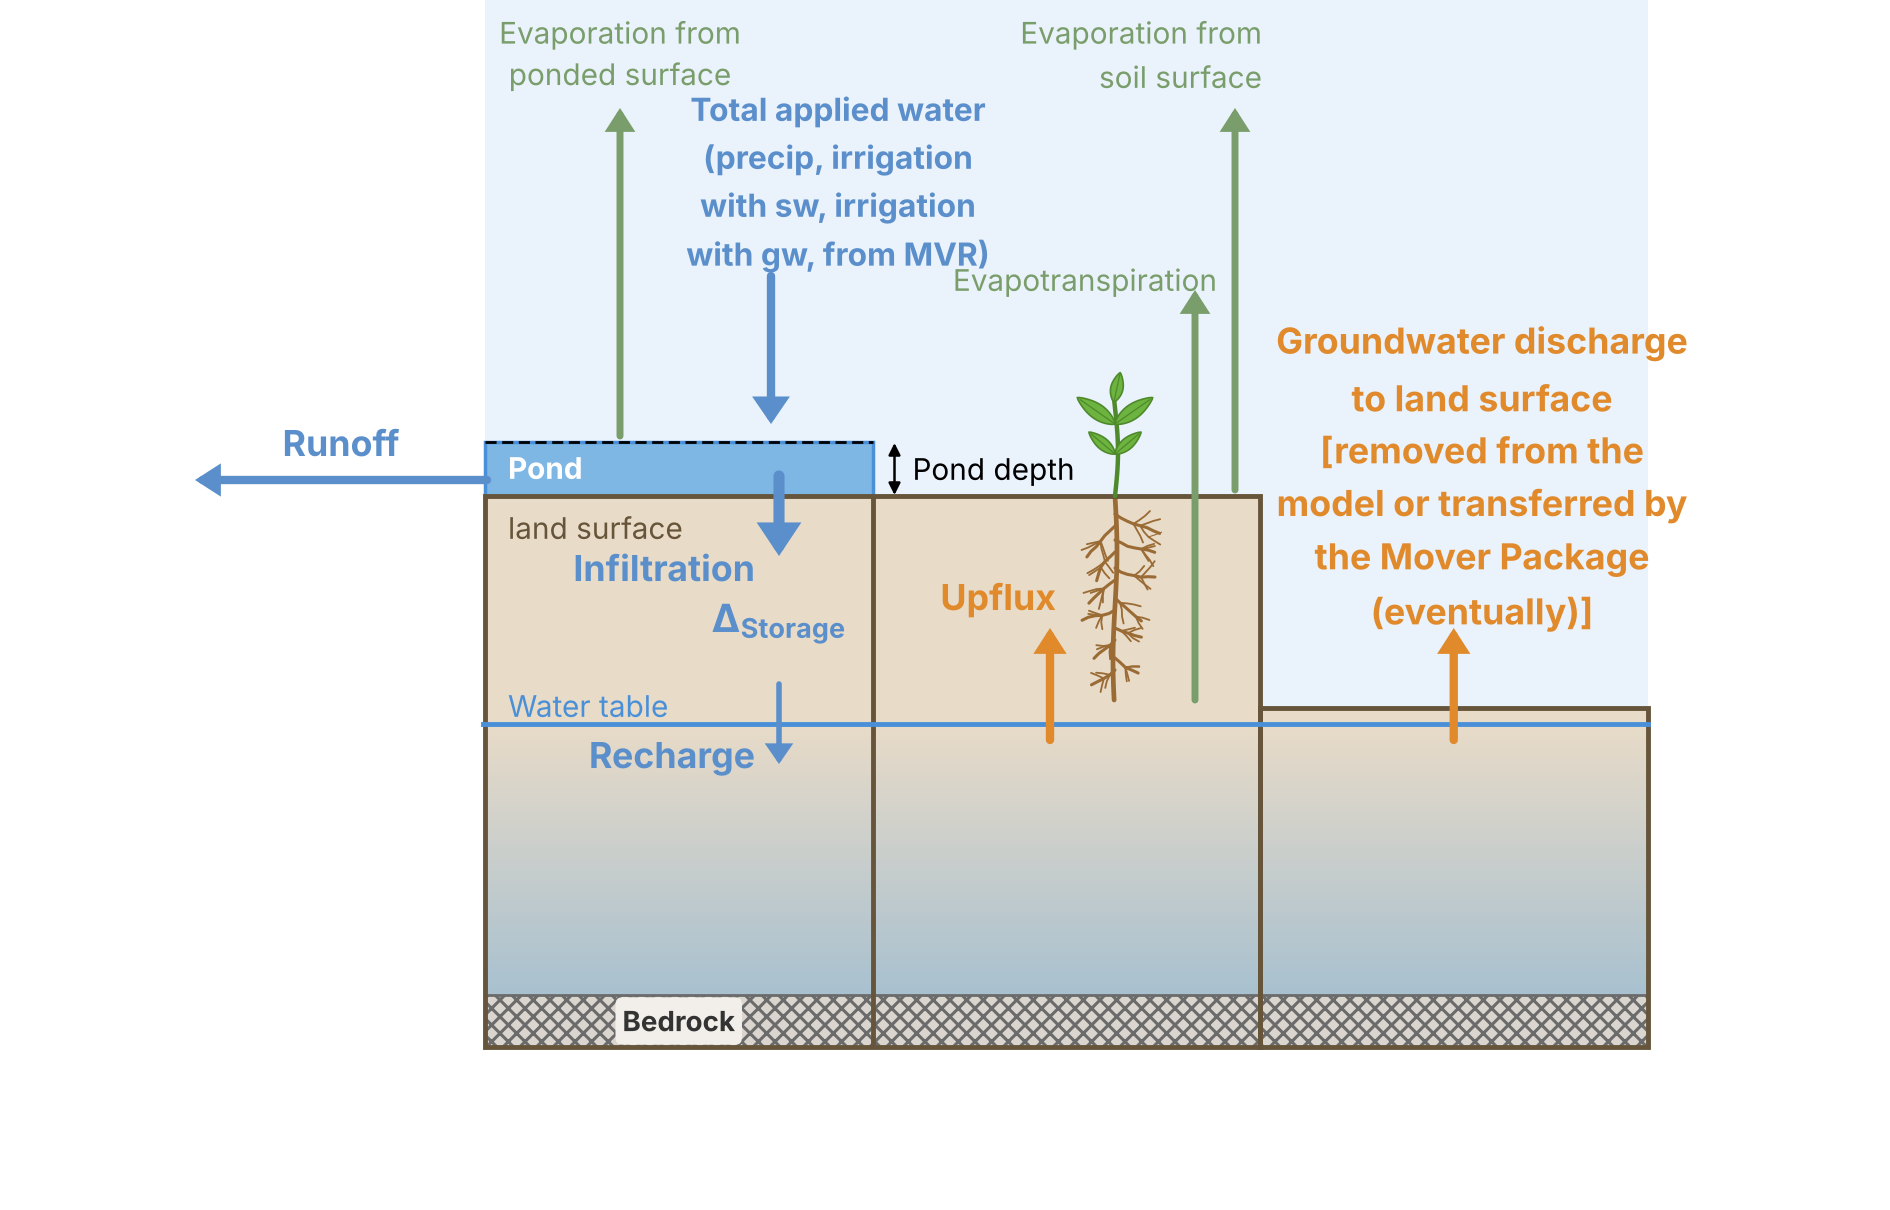 Evaporation from
ponded surface
Evaporation from
soil surface
Total applied water
(precip, irrigation
with sw, irrigation
with gw, from MVR)
Evapotranspiration
Groundwater discharge
to land surface
[removed from the
model or transferred by
the Mover Package
(eventually)]
Runoff
Pond
Pond depth
land surface
Infiltration
ΔStorage
Upflux
Water table
Recharge
Bedrock